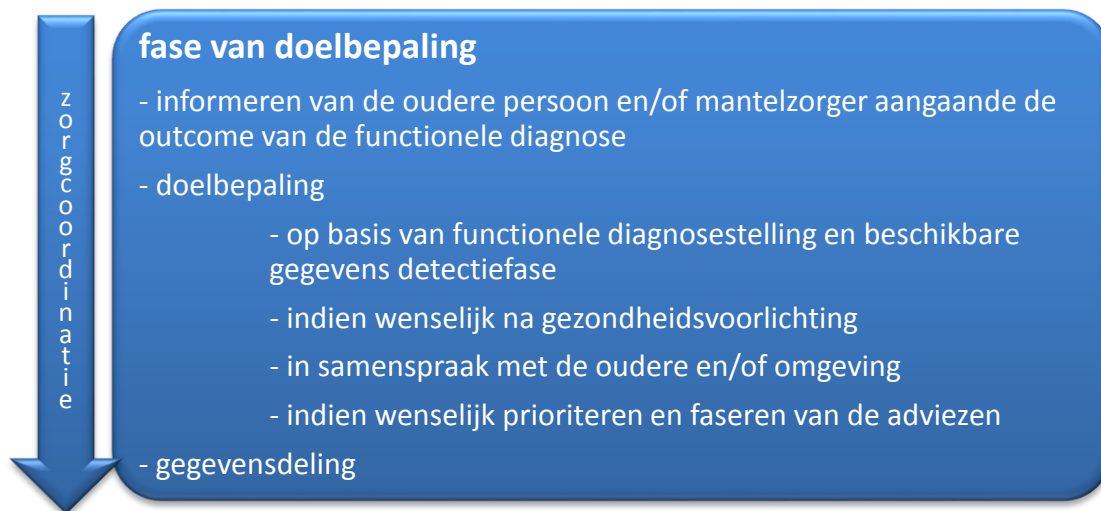 zorgcoordinatie
fase van doelbepaling
- informeren van de oudere persoon en/of mantelzorger aangaande de
outcome van de functionele diagnose
- doelbepaling
- op basis van functionele diagnosestelling en beschikbare
gegevens detectiefase
- indien wenselijk na gezondheidsvoorlichting
- in samenspraak met de oudere en/of omgeving
- indien wenselijk prioriteren en faseren van de adviezen
- gegevensdeling